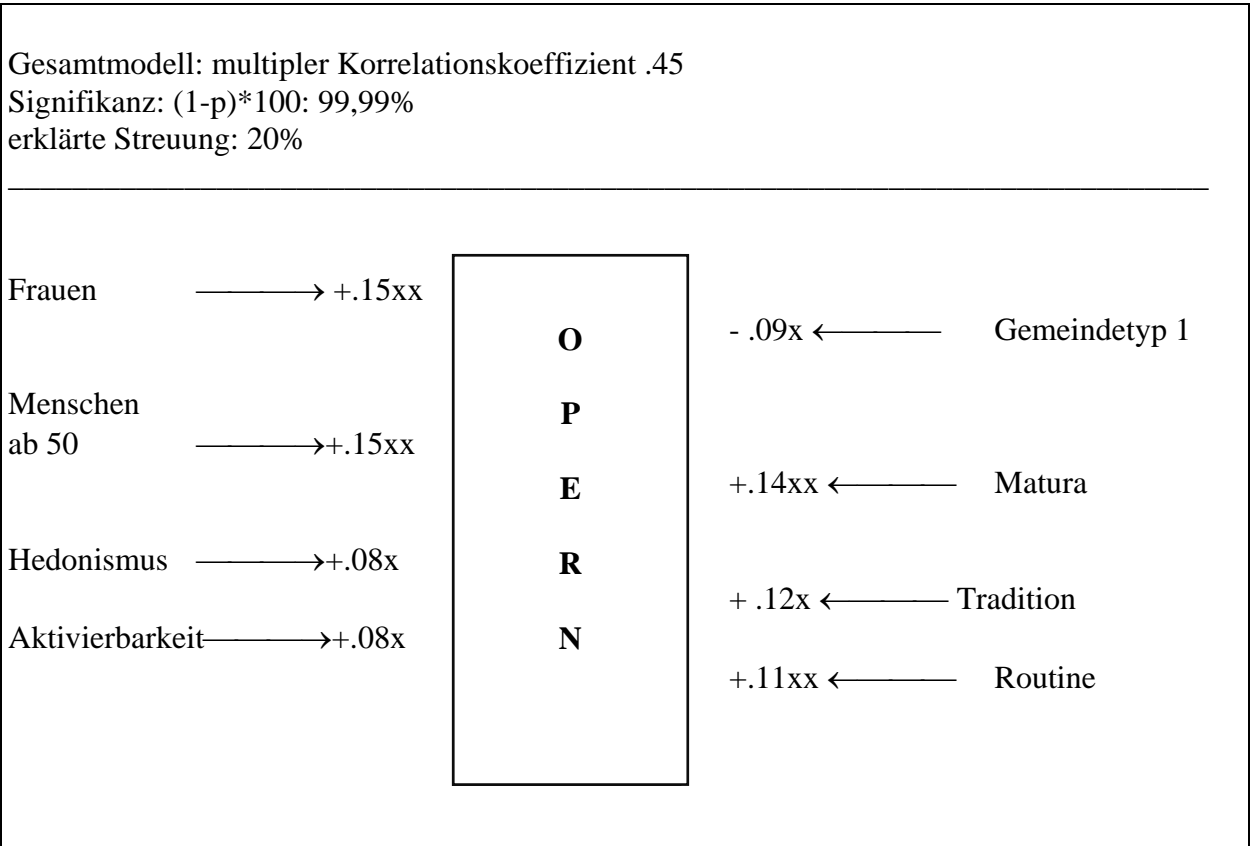 Gesamtmodell: multipler Korrelationskoeffizient .45
Signifikanz: (1-p)*100: 99,99%
erklärte Streuung: 20%
Frauen → +.15xx
O
- .09x ← Gemeindetyp 1
Menschen
P
ab 50 →+.15xx
E
+.14xx ← Matura
Hedonismus →+.08x
R
+ .12x ← Tradition
Aktivierbarkeit→+.08x
N
+.11xx ← Routine